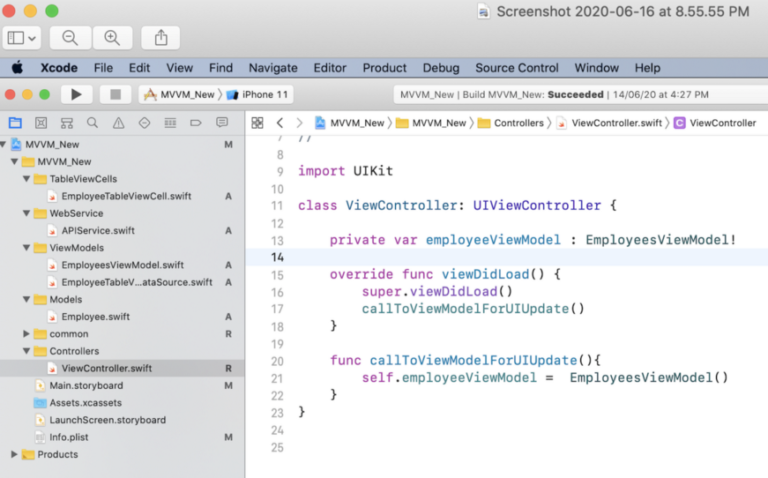 Screenshot 2020-06-16 at 8.55.55 PM
Xcode File Edit View Find Navigate Editor Product Debug Source Control Window Help
MVVM_New iPhone 11
MVVM_New | Build MVVM_New: Succeeded | 14/06/20 at 4:27 PM
MVVM_New MVVM_New Controllers ViewController.swift C ViewController
MVVM_New M
MVVM_New
TableViewCells
EmployeeTableViewCell.swift A
WebService
APIService.swift A
ViewModels
EmployeesViewModel.swift A
EmployeeTableV...ataSource.swift A
Models
Employee.swift A
common R
Controllers
ViewController.swift R
Main.storyboard M
Assets.xcassets
LaunchScreen.storyboard
Info.plist M
Products
7 //
8
9 import UIKit
10
11 class ViewController: UIViewController {
12
13 private var employeeViewModel : EmployeesViewModel!
14
15 override func viewDidLoad() {
16 super.viewDidLoad()
17 callToViewModelForUIUpdate()
18 }
19
20 func callToViewModelForUIUpdate(){
21 self.employeeViewModel =  EmployeesViewModel()
22 }
23 }
24
25